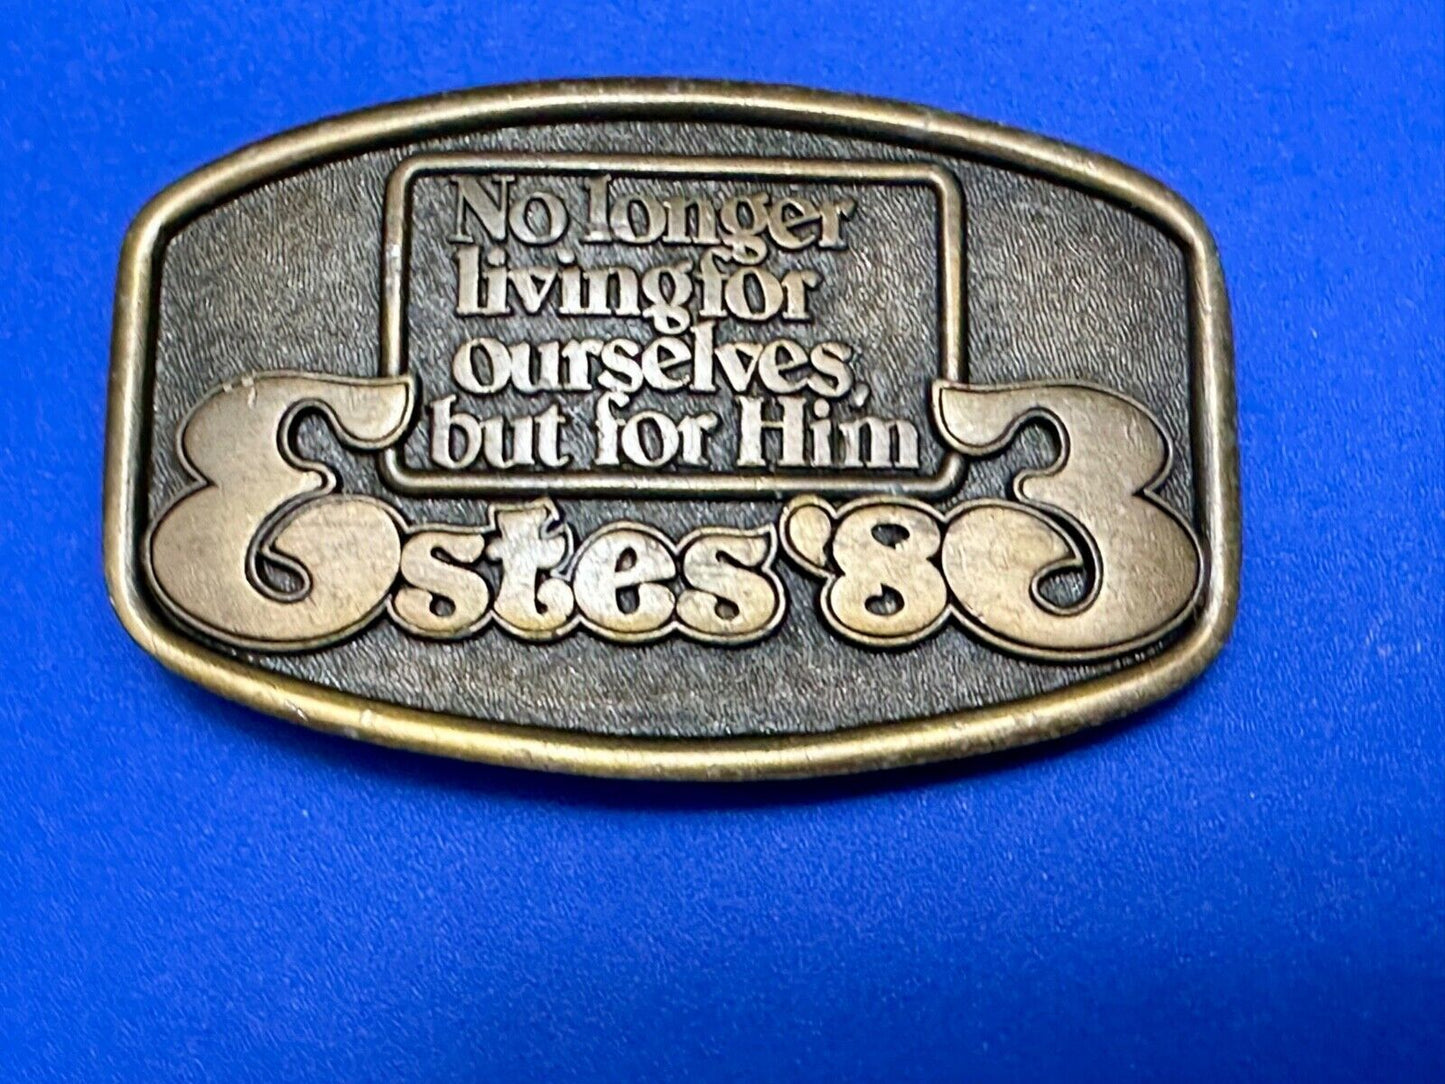 No longer
living for
ourselves,
but for Him
Estes '83